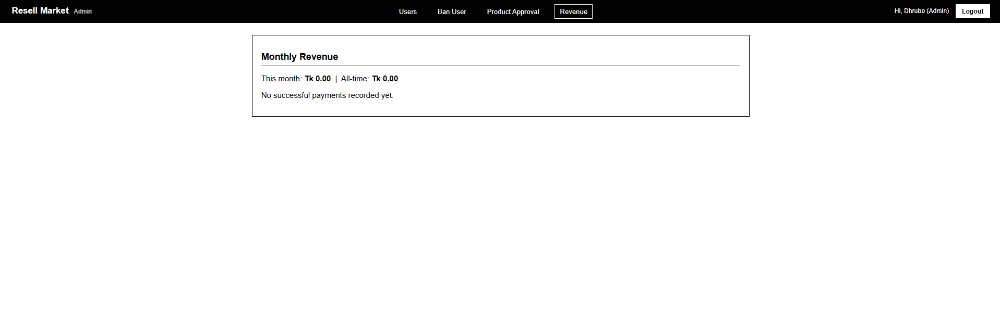 Resell Market Admin Users Ban User Product Approval Revenue Hi, Dhrubo (Admin) Logout
Monthly Revenue
This month: Tk 0.00 | All-time: Tk 0.00
No successful payments recorded yet.